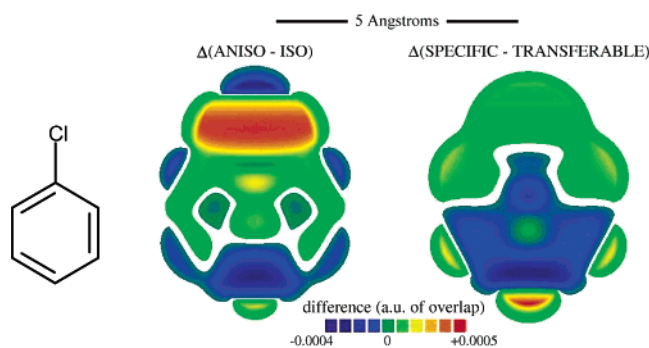 5 Angstroms
Δ(ANISO - ISO)
Δ(SPECIFIC - TRANSFERABLE)
Cl
difference (a.u. of overlap)
-0.0004 0 +0.0005